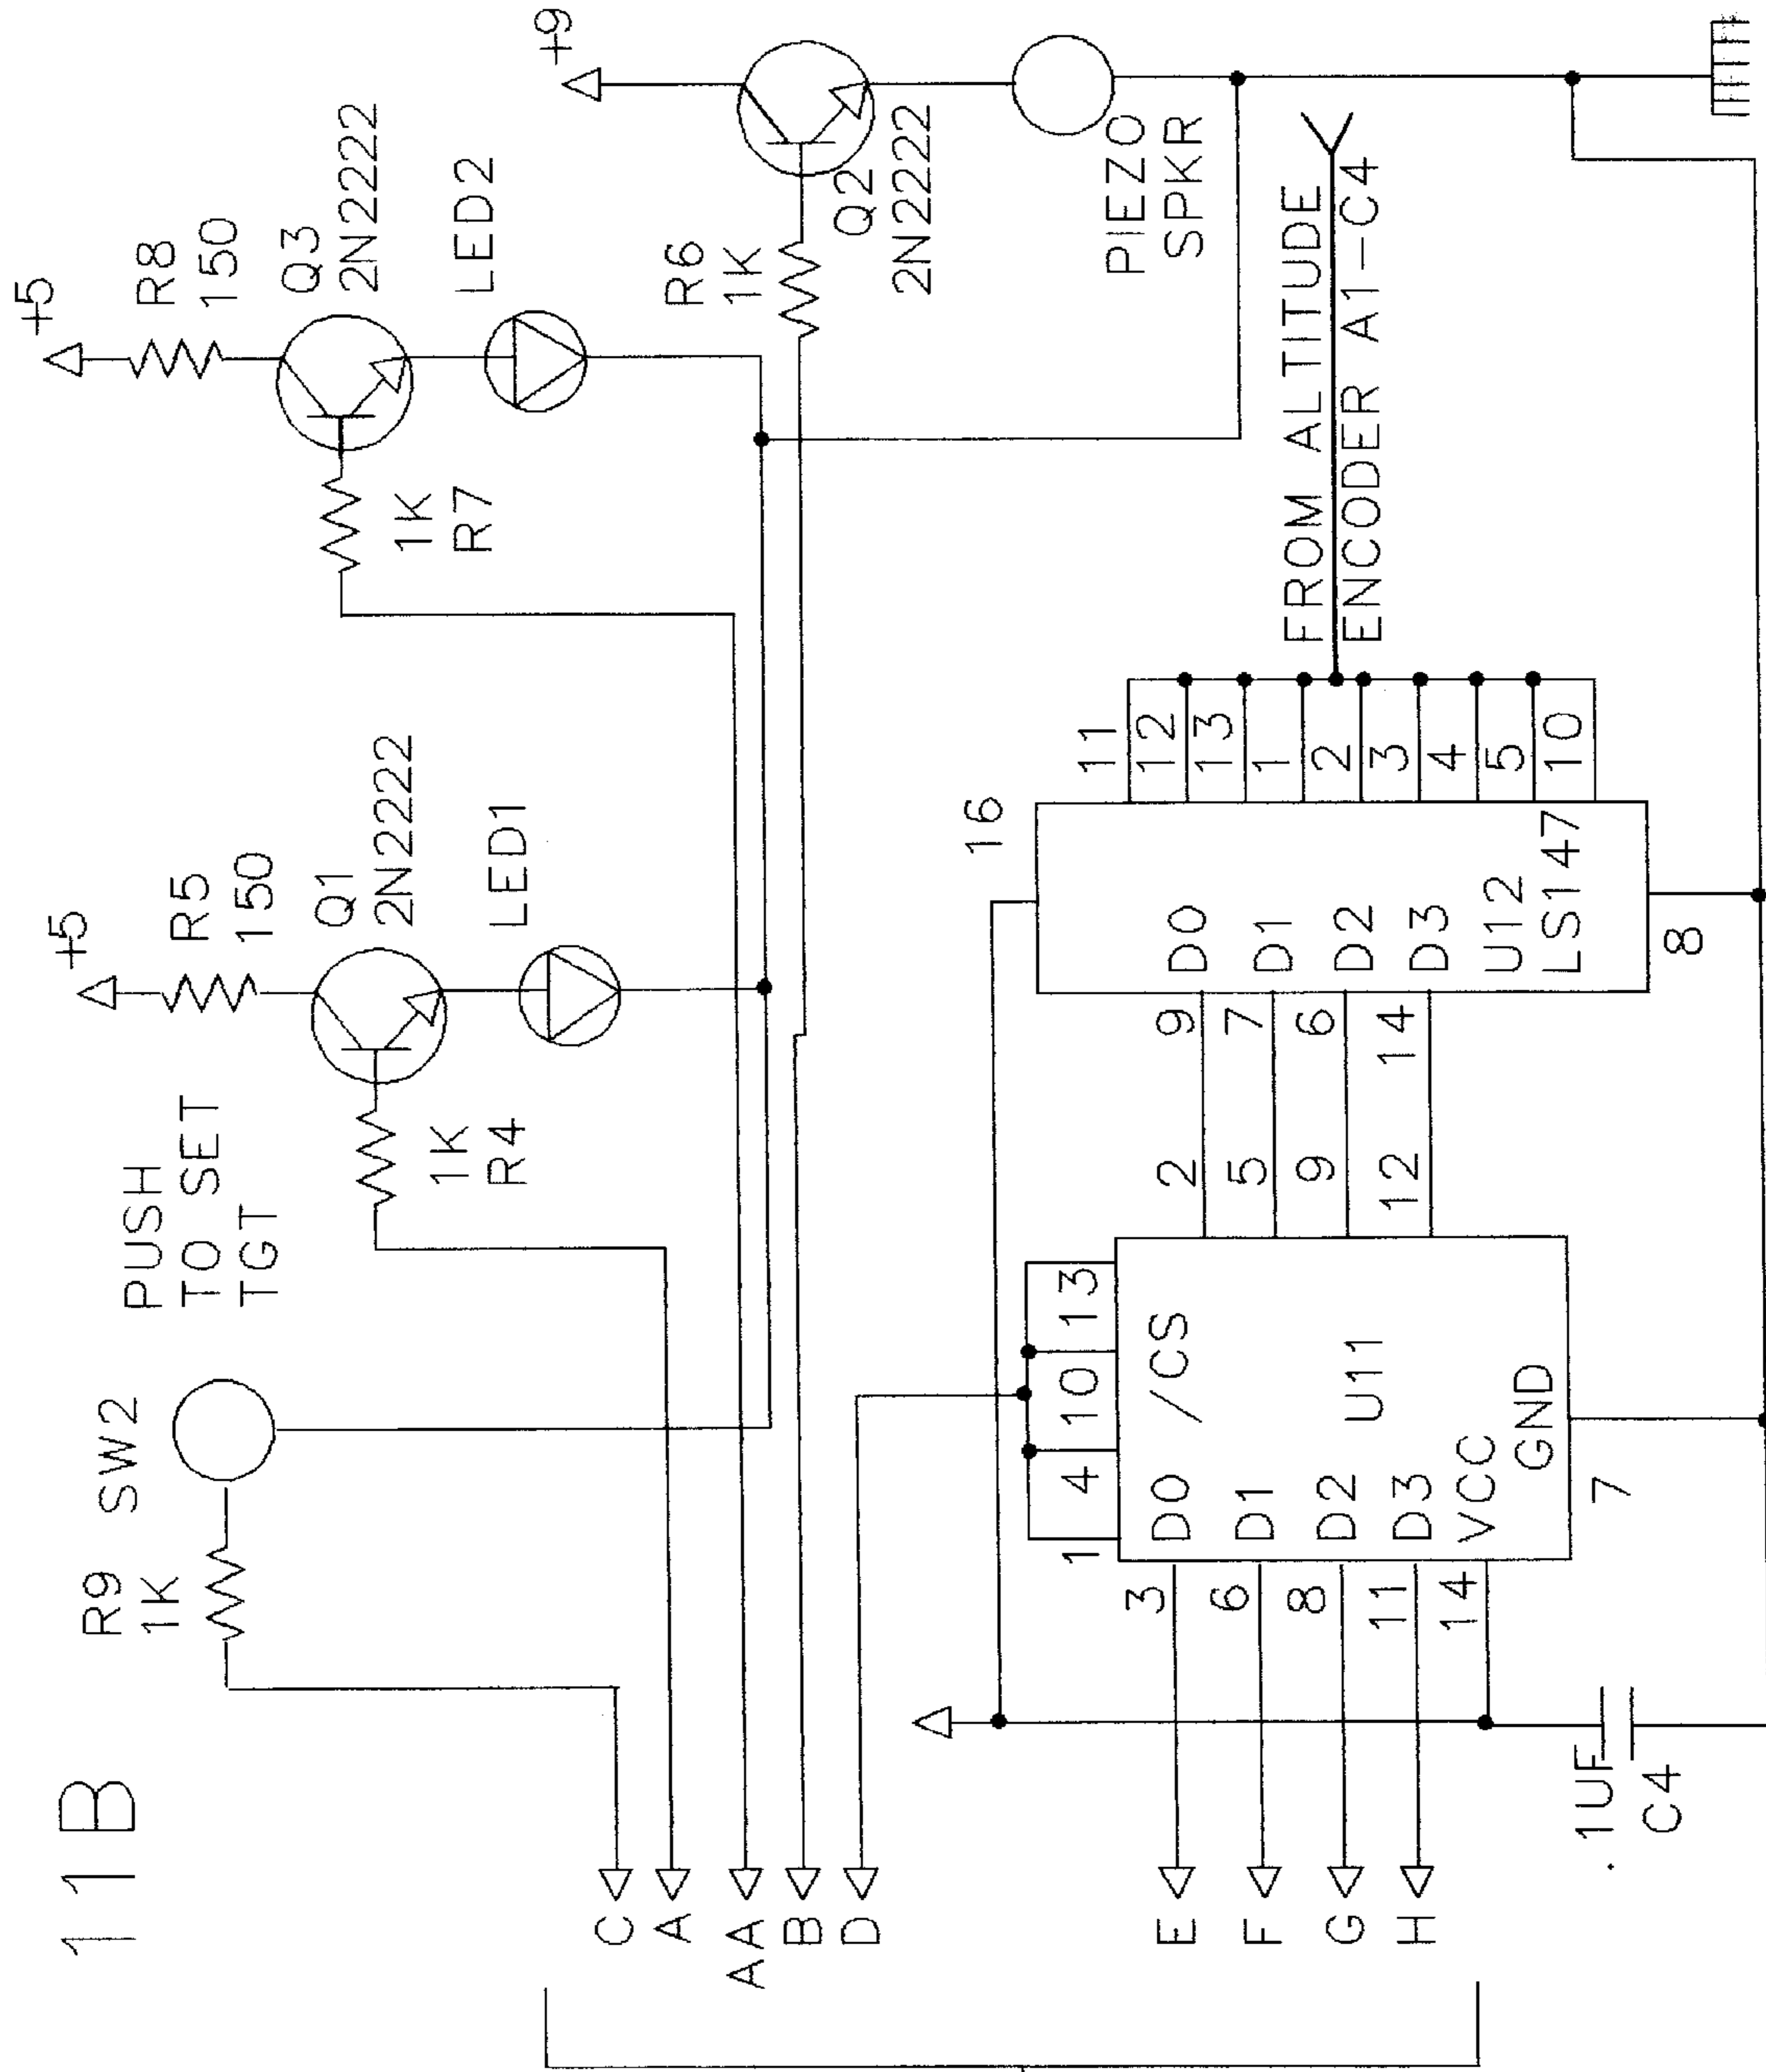 11B
+5
R8
150
Q3
2N2222
LED2
1K
R7
+9
R6
1K
Q2
2N2222
PIEZO
SPKR
+5
R5
150
Q1
2N2222
LED1
1K
R4
PUSH
TO SET
TGT
SW2
R9
1K
C
A
AA
B
D
E
F
G
H
FROM ALTITUDE
ENCODER A1-C4
16
11
12
13
1
2
3
4
5
10
D0
D1
D2
D3
U12
LS147
8
9
7
6
14
2
5
9
12
1
4
10
13
/CS
D0
D1
D2
D3
VCC
U11
GND
7
3
6
8
11
14
.1UF
C4